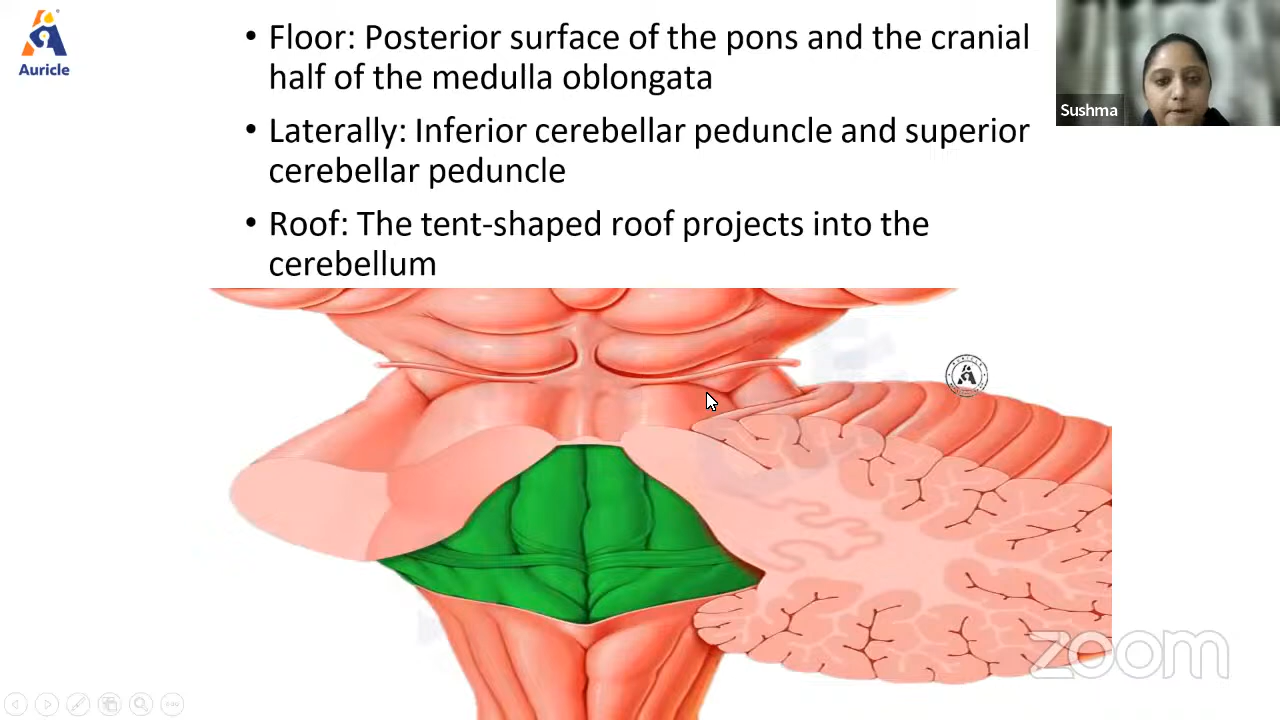 Auricle
• Floor: Posterior surface of the pons and the cranial
half of the medulla oblongata
• Laterally: Inferior cerebellar peduncle and superior
cerebellar peduncle
• Roof: The tent-shaped roof projects into the
cerebellum
Sushma
zoom